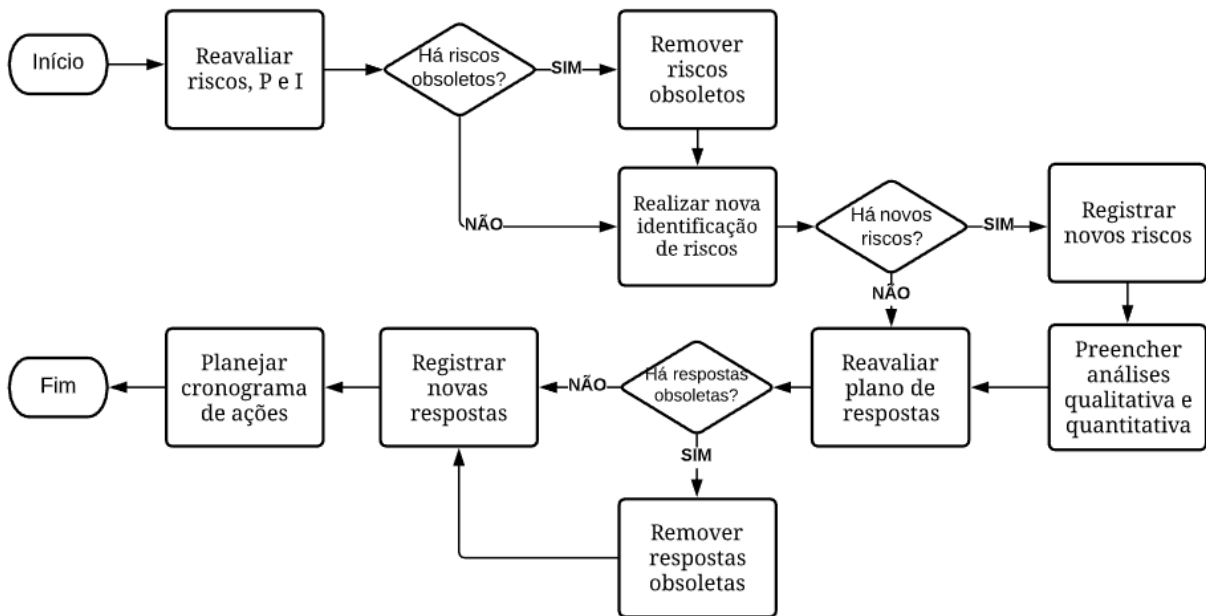 Início
Reavaliar
riscos, P e I
Há riscos
obsoletos?
SIM
Remover
riscos
obsoletos
NÃO
Realizar nova
identificação
de riscos
Há novos
riscos?
SIM
Registrar
novos riscos
NÃO
Preencher
análises
qualitativa e
quantitativa
Reavaliar
plano de
respostas
Há respostas
obsoletas?
NÃO
Registrar
novas
respostas
Planejar
cronograma
de ações
Fim
SIM
Remover
respostas
obsoletas